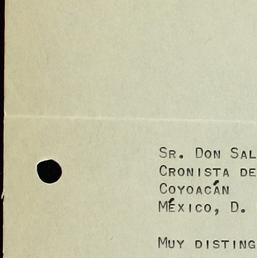 Sr. Don Sal
Cronista de
Coyoacán
México, D.
Muy disting